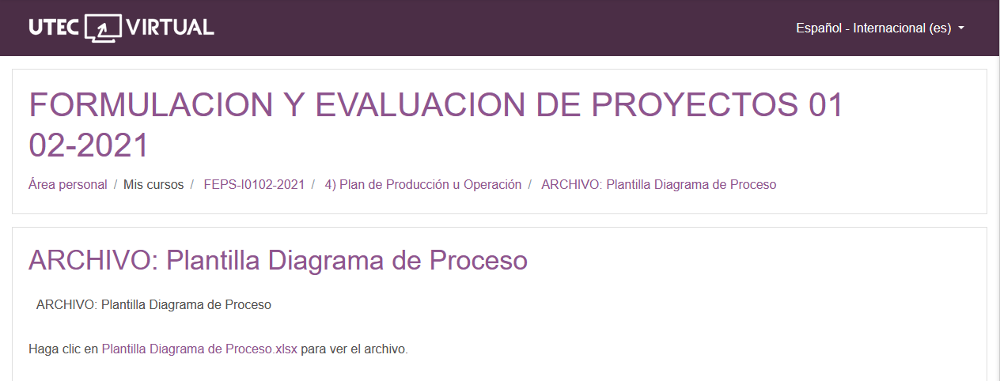 UTEC VIRTUAL
Español - Internacional (es)
FORMULACION Y EVALUACION DE PROYECTOS 01
02-2021
Área personal / Mis cursos / FEPS-I0102-2021 / 4) Plan de Producción u Operación / ARCHIVO: Plantilla Diagrama de Proceso
ARCHIVO: Plantilla Diagrama de Proceso
ARCHIVO: Plantilla Diagrama de Proceso
Haga clic en Plantilla Diagrama de Proceso.xlsx para ver el archivo.